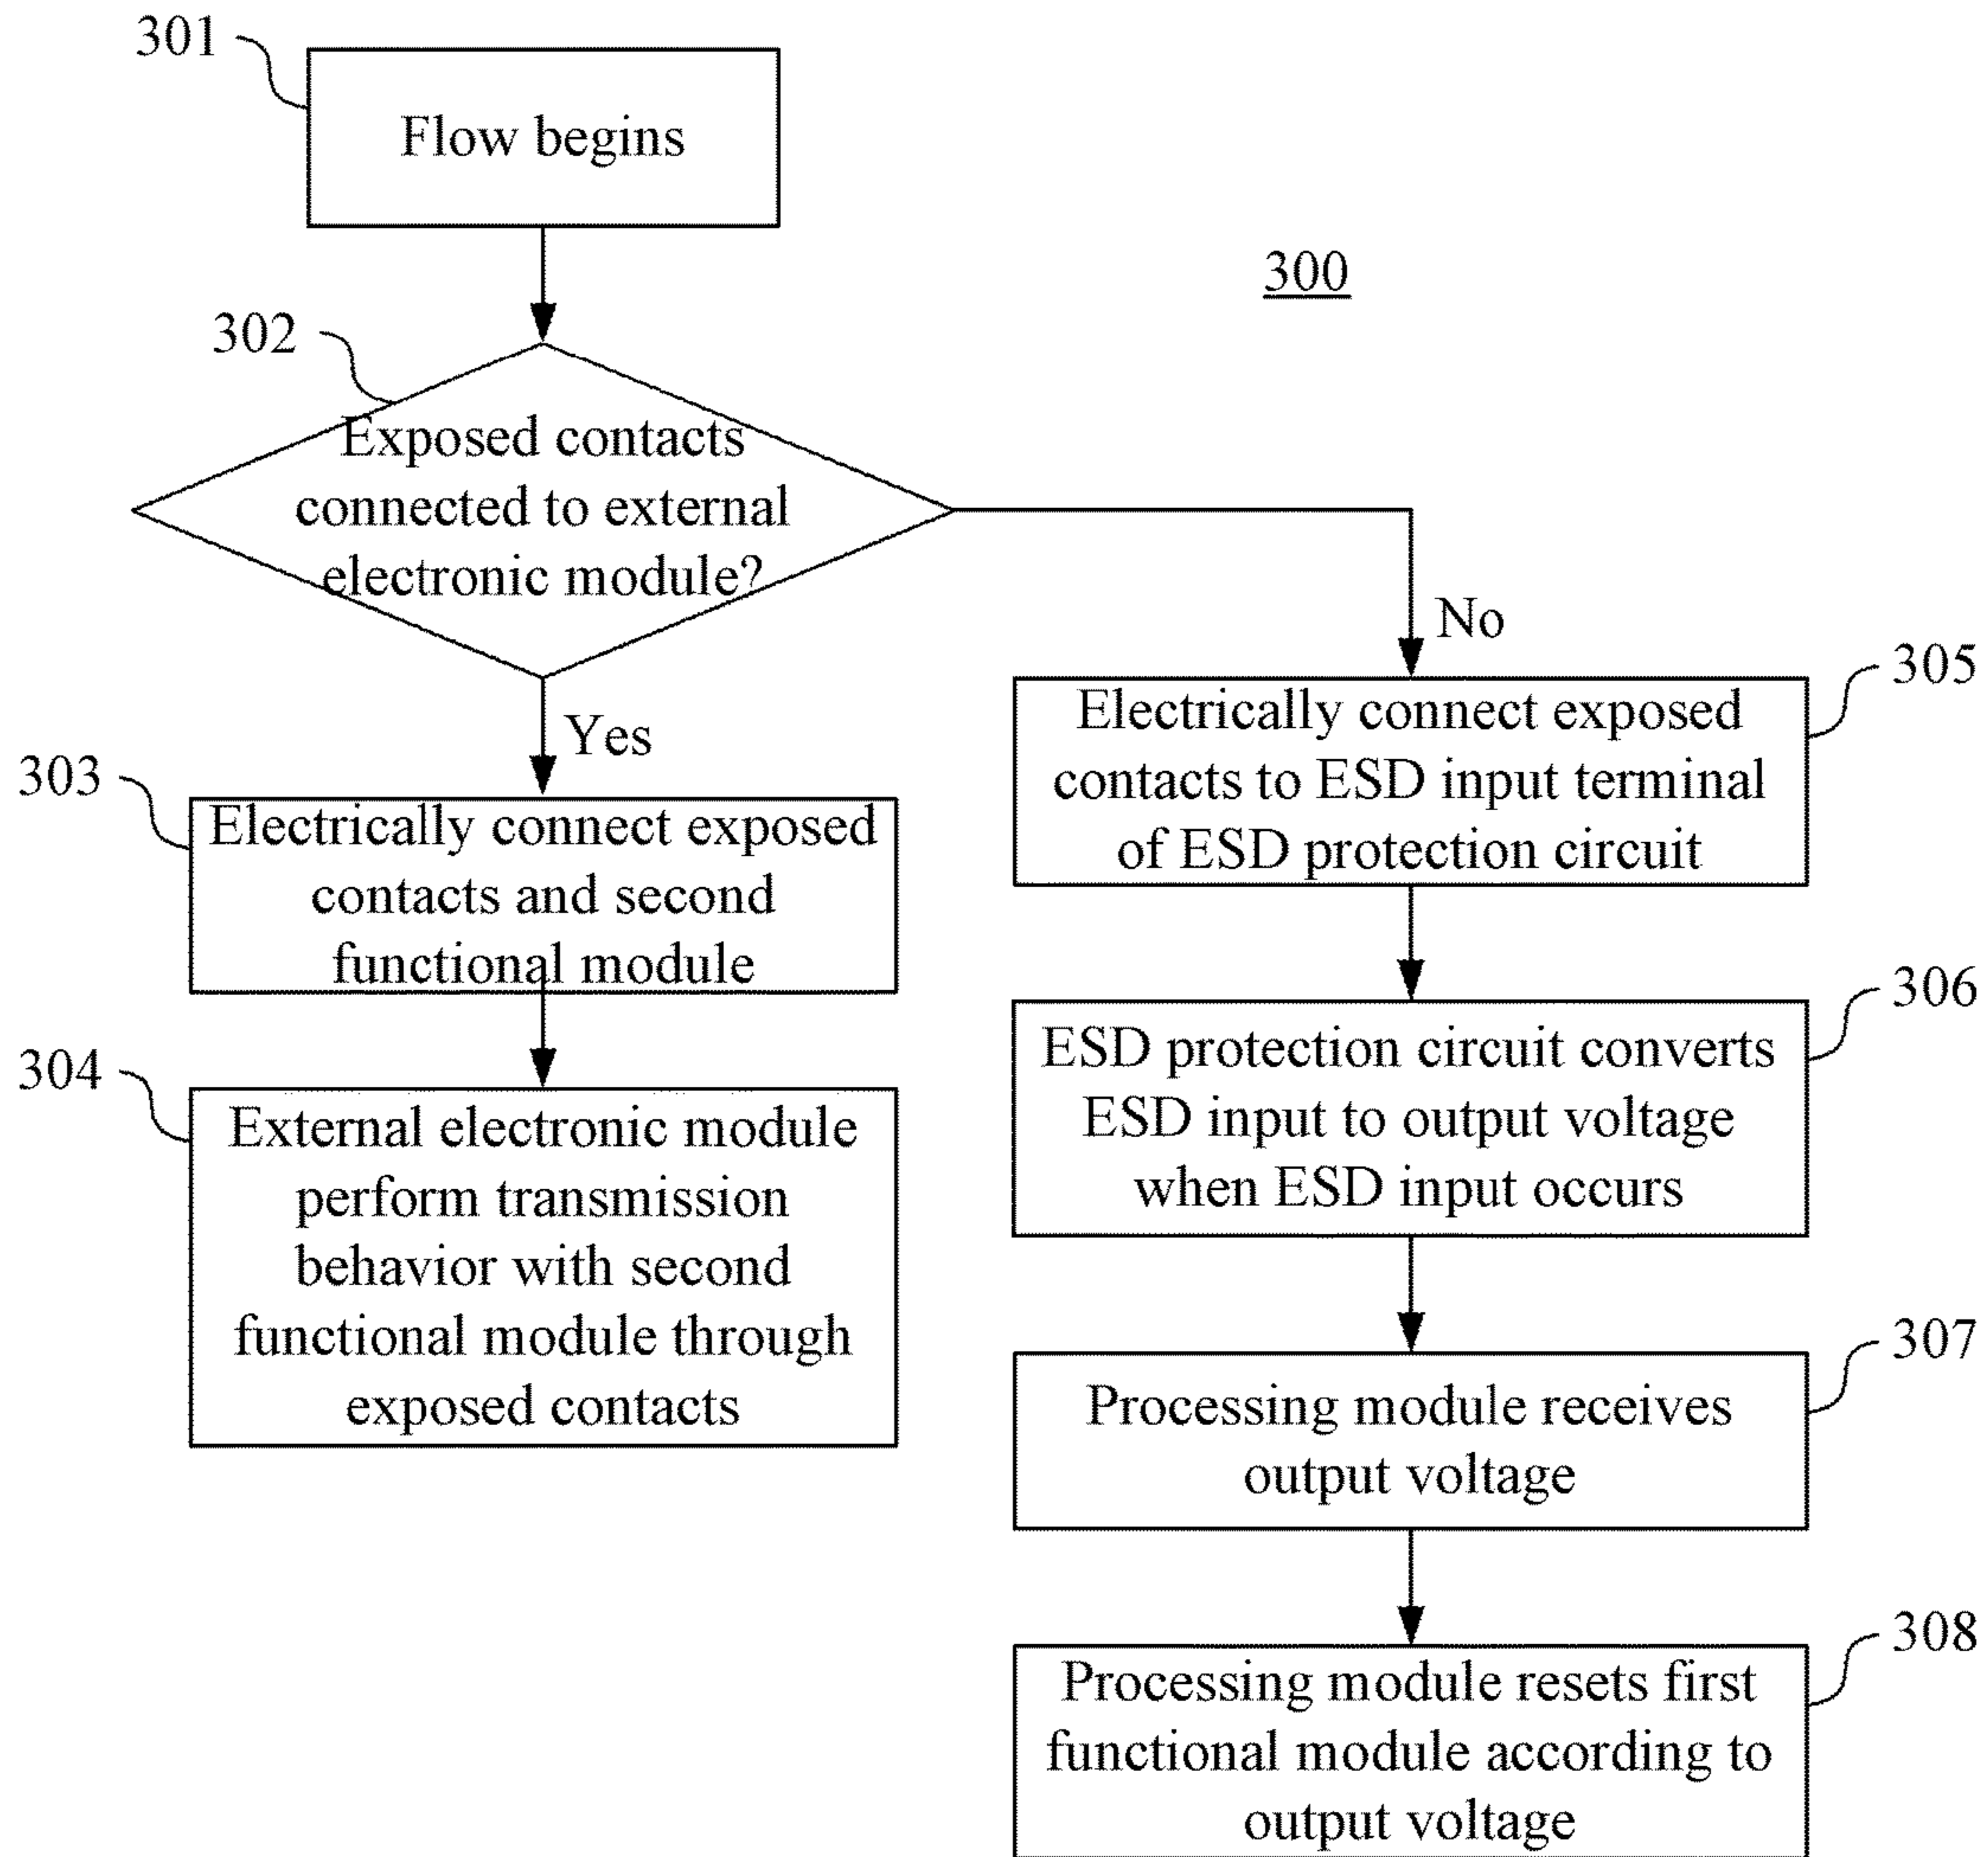 301
Flow begins
300
302
Exposed contacts
connected to external
electronic module?
No
Yes
303
Electrically connect exposed
contacts and second
functional module
304
External electronic module
perform transmission
behavior with second
functional module through
exposed contacts
305
Electrically connect exposed
contacts to ESD input terminal
of ESD protection circuit
306
ESD protection circuit converts
ESD input to output voltage
when ESD input occurs
307
Processing module receives
output voltage
308
Processing module resets first
functional module according to
output voltage